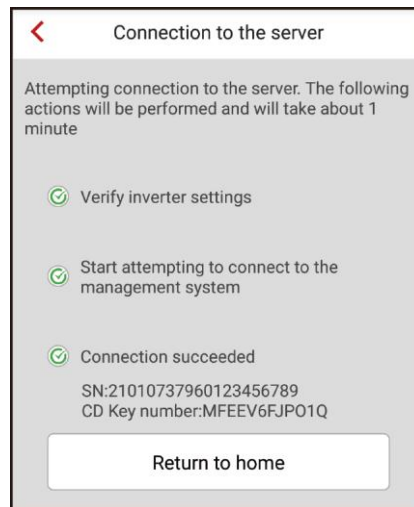 Connection to the server
Attempting connection to the server. The following
actions will be performed and will take about 1
minute
Verify inverter settings
Start attempting to connect to the
management system
Connection succeeded
SN:21010737960123456789
CD Key number:MFEEV6FJPO1Q
Return to home